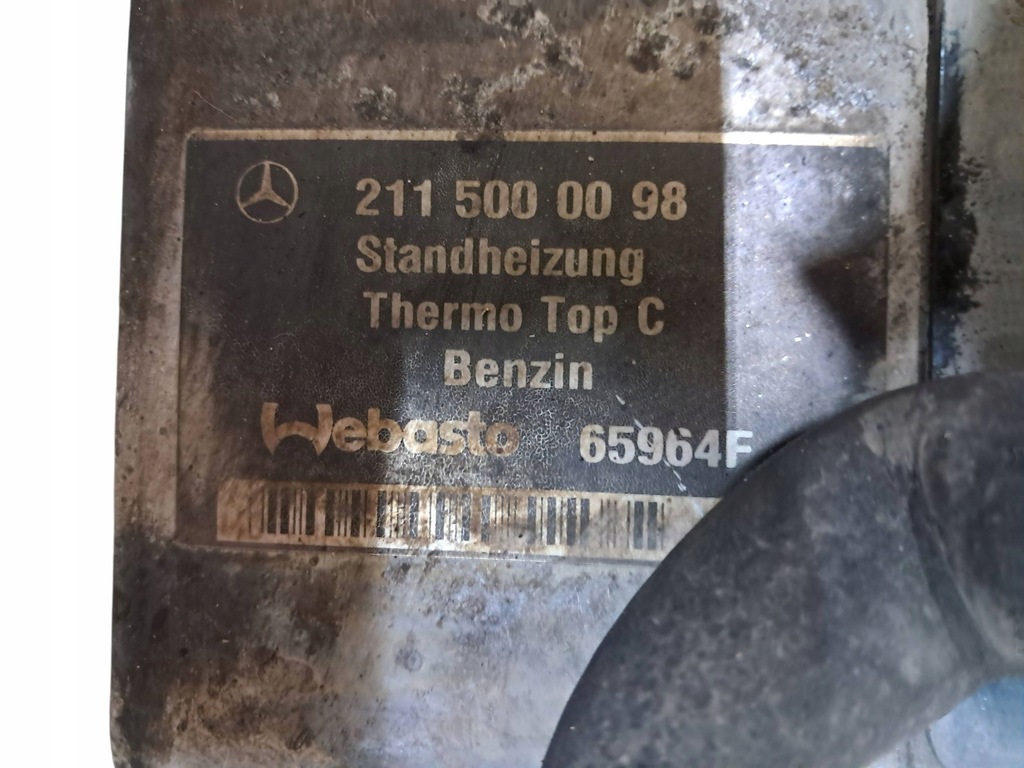 211 500 00 98
Standheizung
Thermo Top C
Benzin
Webasto 65964F